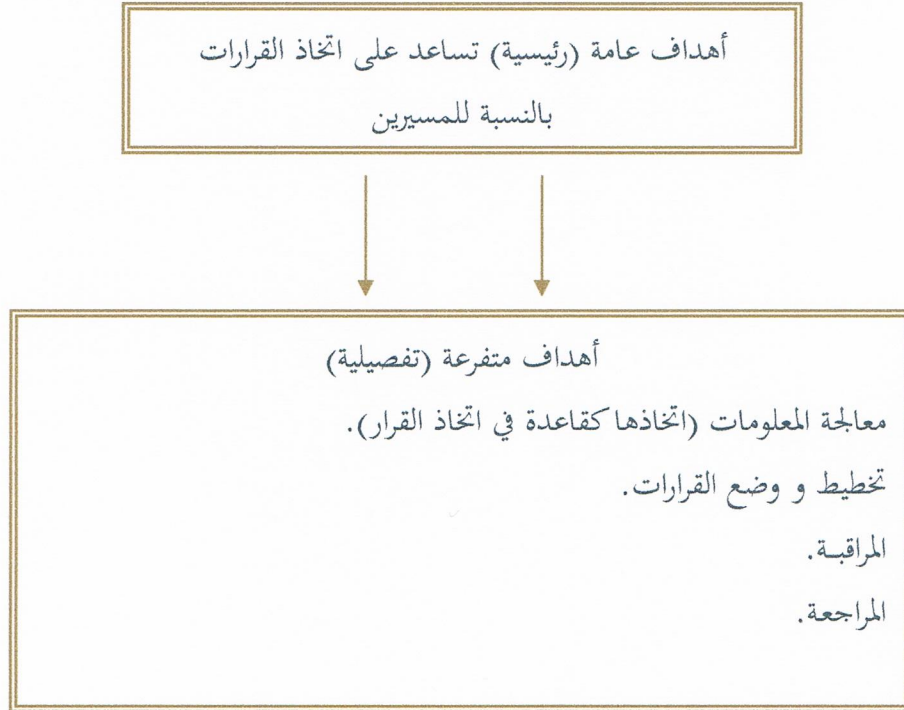 أهداف عامة (رئيسية) تساعد على اتخاذ القرارات
بالنسبة للمسيرين
أهداف متفرعة (تفصيلية)
معالجة المعلومات (اتخاذها كقاعدة في اتخاذ القرار).
تخطيط و وضع القرارات.
المراقبـة.
المراجعة.